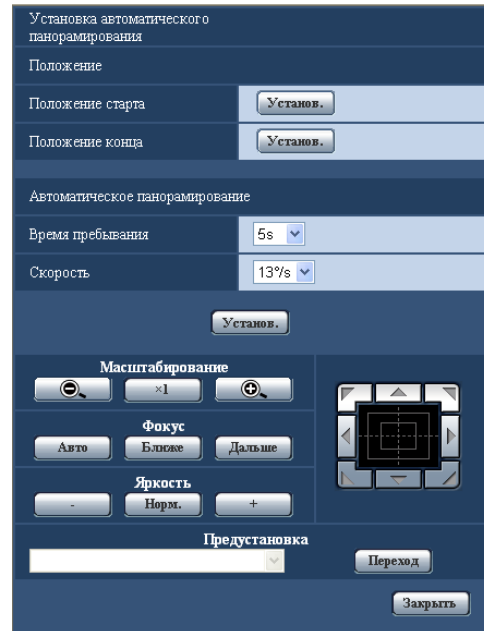 Установка автоматического
панорамирования
Положение
Положение старта Установ.
Положение конца Установ.
Автоматическое панорамирование
Время пребывания 5s
Скорость 13°/s
Установ.
Масштабирование
×1
Фокус
Авто Ближе Дальше
Яркость
- Норм. +
Предустановка
Переход
Закрыть